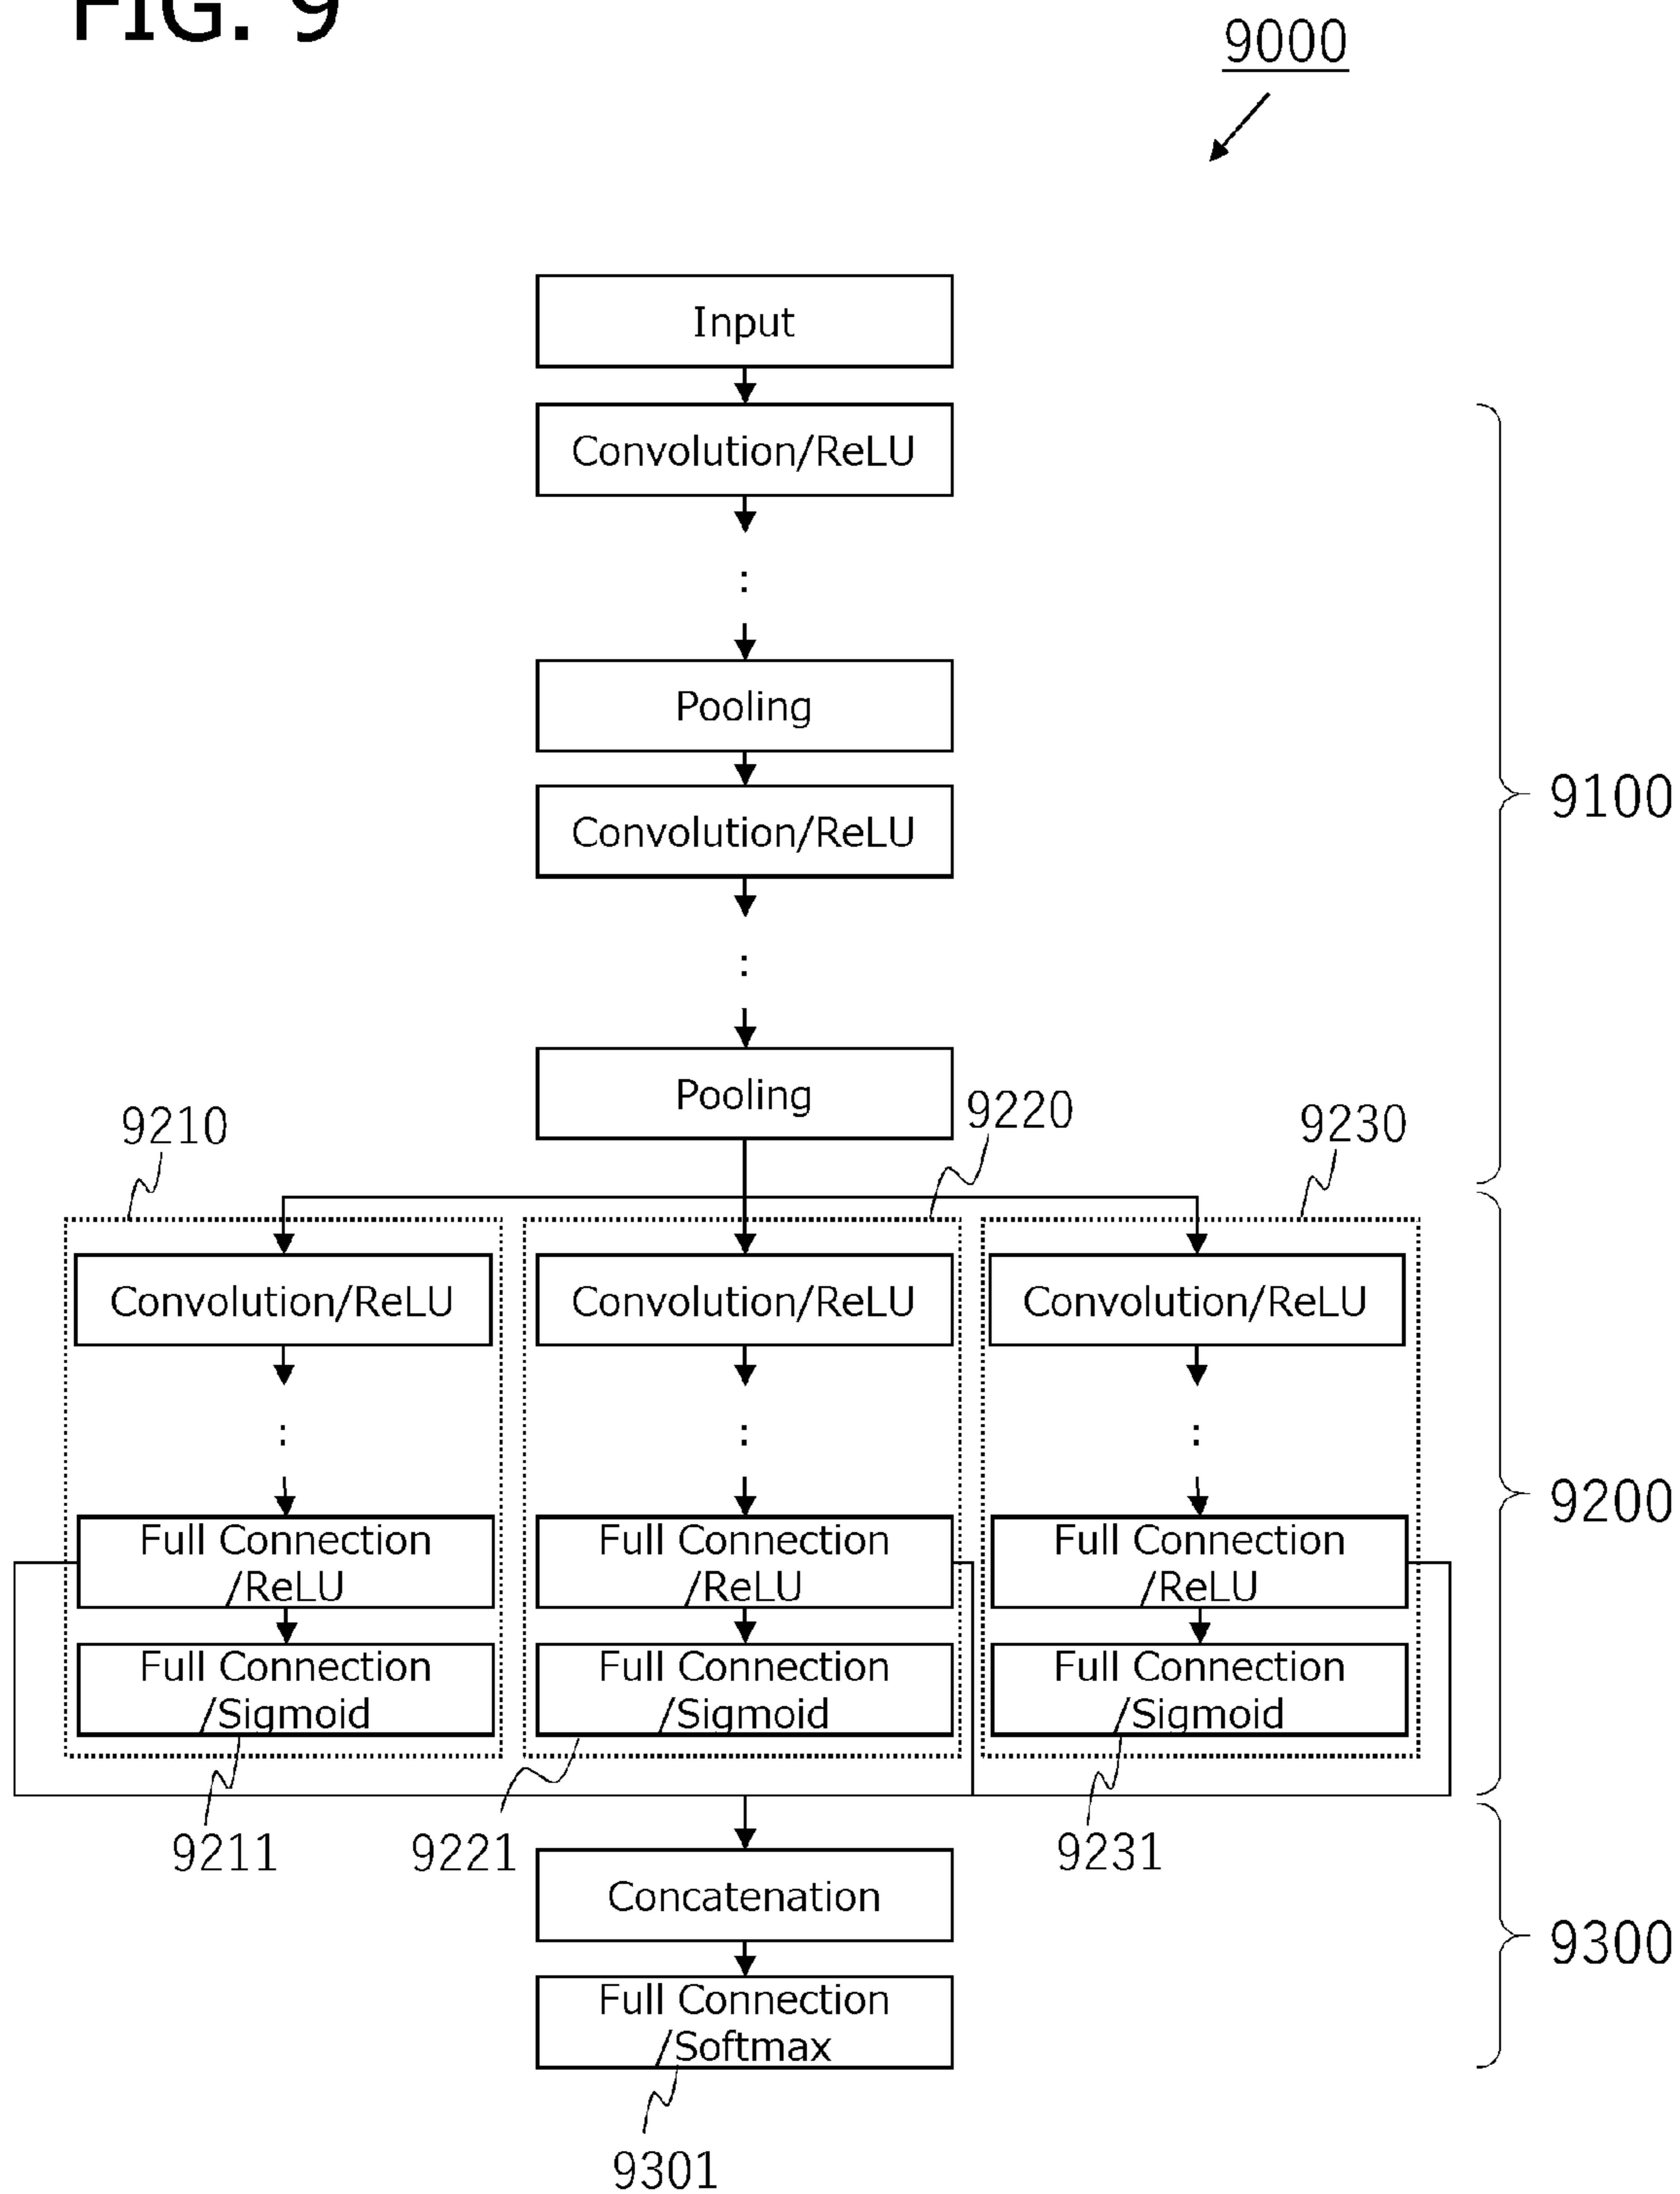 FIG. 9
9000
Input
Convolution/ReLU
:
Pooling
Convolution/ReLU
9100
:
Pooling
9210
9220
9230
Convolution/ReLU
Convolution/ReLU
Convolution/ReLU
:
:
:
9200
Full Connection
/ReLU
Full Connection
/ReLU
Full Connection
/ReLU
Full Connection
/Sigmoid
Full Connection
/Sigmoid
Full Connection
/Sigmoid
9211
9221
9231
Concatenation
9300
Full Connection
/Softmax
9301